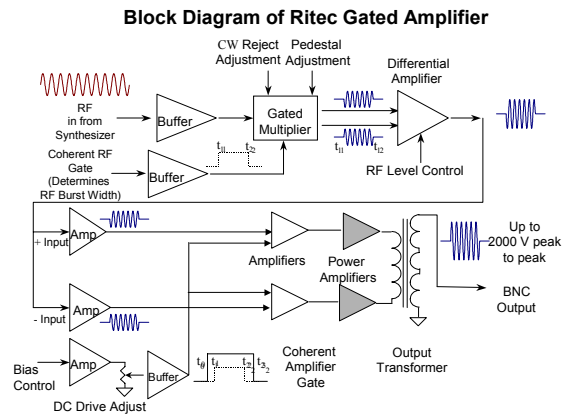 Block Diagram of Ritec Gated Amplifier
CW Reject
Adjustment
Pedestal
Adjustment
Differential
Amplifier
RF
in from
Synthesizer
Buffer
Gated
Multiplier
Coherent RF
Gate
(Determines
RF Burst Width)
Buffer
RF Level Control
+ Input
Amp
Amplifiers
Power
Amplifiers
Up to
2000 V peak
to peak
BNC
Output
- Input
Amp
Bias
Control
Amp
Buffer
DC Drive Adjust
Coherent
Amplifier
Gate
Output
Transformer